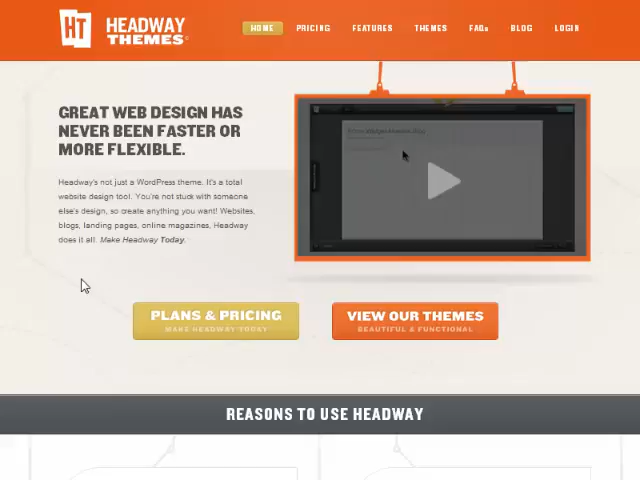 HT HEADWAY THEMES
HOME PRICING FEATURES THEMES FAQs BLOG LOGIN
GREAT WEB DESIGN HAS
NEVER BEEN FASTER OR
MORE FLEXIBLE.
Headway's not just a WordPress theme. It's a total
website design tool. You're not stuck with someone
else's design, so create anything you want! Websites,
blogs, landing pages, online magazines, Headway
does it all. Make Headway Today.
PLANS & PRICING
MAKE HEADWAY TODAY
VIEW OUR THEMES
BEAUTIFUL & FUNCTIONAL
REASONS TO USE HEADWAY